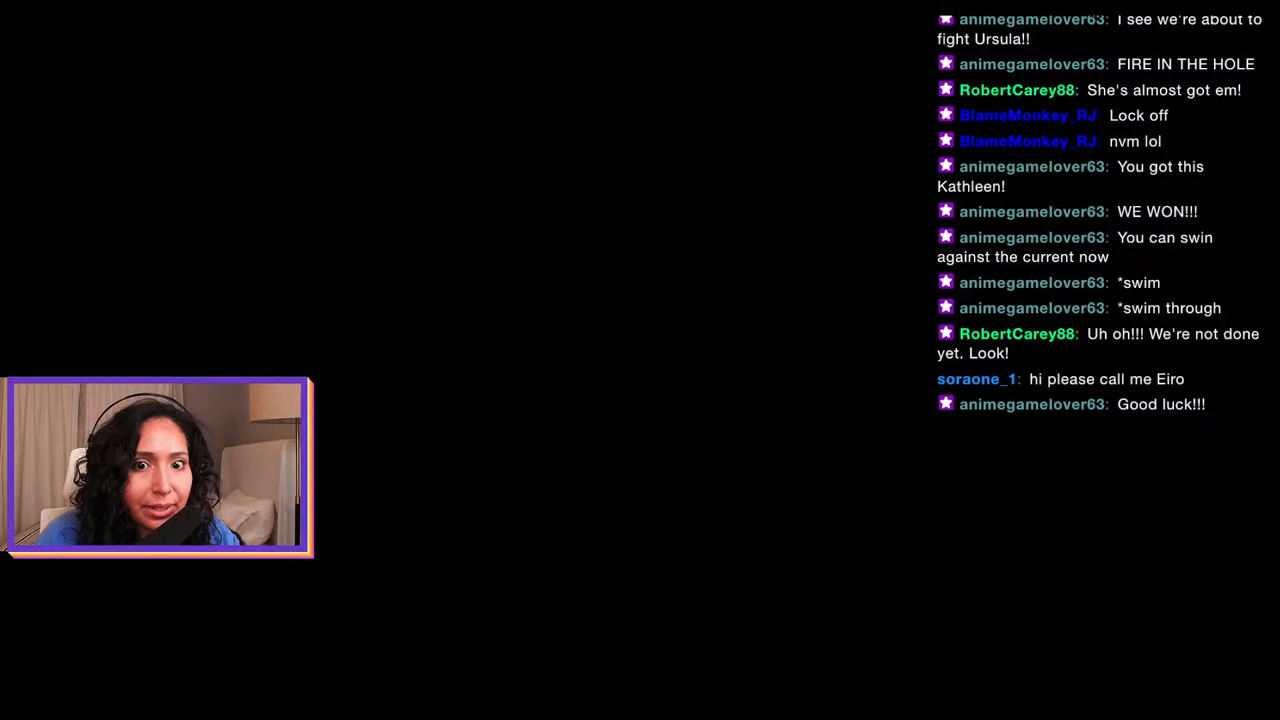 animegamelover63: I see we're about to
fight Ursula!!
animegamelover63: FIRE IN THE HOLE
RobertCarey88: She's almost got em!
BlameMonkey_RJ: Lock off
BlameMonkey_RJ: nvm lol
animegamelover63: You got this
Kathleen!
animegamelover63: WE WON!!!
animegamelover63: You can swin
against the current now
animegamelover63: *swim
animegamelover63: *swim through
RobertCarey88: Uh oh!!! We're not done
yet. Look!
soraone_1: hi please call me Eiro
animegamelover63: Good luck!!!